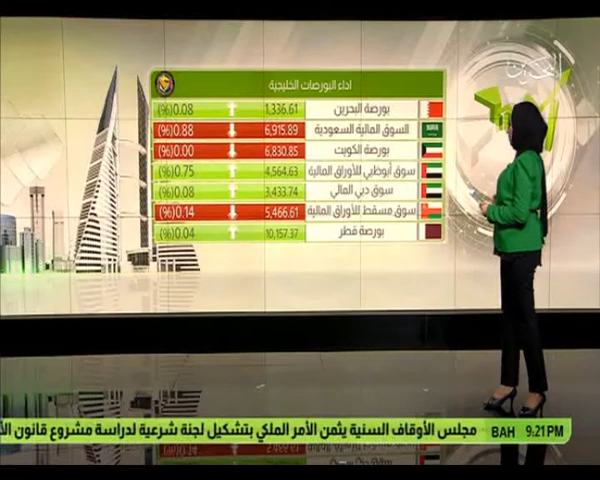 البحرين
اداء البورصات الخليجية
بورصة البحرين 1,336.61 (%)0.08
السوق المالية السعودية 6,915.89 (%)0.88
بورصة الكويت 6,830.85 (%)0.00
سوق أبوظبي للأوراق المالية 4,564.63 (%)0.75
سوق دبي المالي 3,433.74 (%)0.08
سوق مسقط للأوراق المالية 5,466.61 (%)0.14
بورصة قطر 10,157.37 (%)0.04
مجلس الأوقاف السنية يثمن الأمر الملكي بتشكيل لجنة شرعية لدراسة مشروع قانون الأ
BAH 9:21 PM